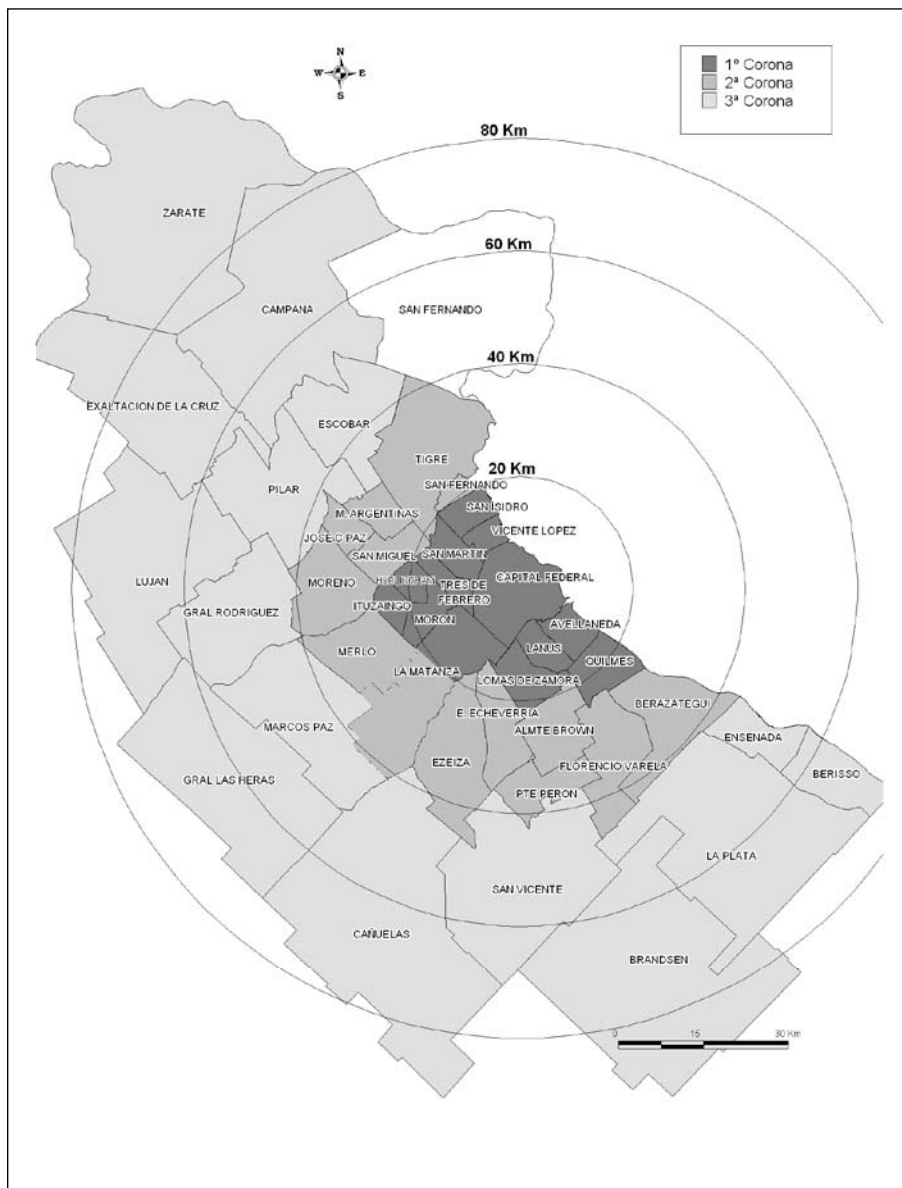 N
W E
S
1º Corona
2ª Corona
3ª Corona
80 Km
ZARATE
60 Km
CAMPANA
SAN FERNANDO
40 Km
EXALTACION DE LA CRUZ
ESCOBAR
TIGRE
20 Km
SAN FERNANDO
PILAR
SAN ISIDRO
M. ARGENTINAS
VICENTE LOPEZ
JOSE C PAZ
SAN MIGUEL
SAN MARTIN
LUJAN
MORENO
HURLINGHAM
TRES DE
FEBRERO
CAPITAL FEDERAL
GRAL RODRIGUEZ
ITUZAINGO
MORON
AVELLANEDA
MERLO
LANUS
QUILMES
LA MATANZA
LOMAS DE ZAMORA
BERAZATEGUI
E. ECHEVERRIA
MARCOS PAZ
ALMTE BROWN
ENSENADA
EZEIZA
FLORENCIO VARELA
BERISSO
GRAL LAS HERAS
PTE PERON
LA PLATA
SAN VICENTE
CAÑUELAS
BRANDSEN
0 15 30 Km